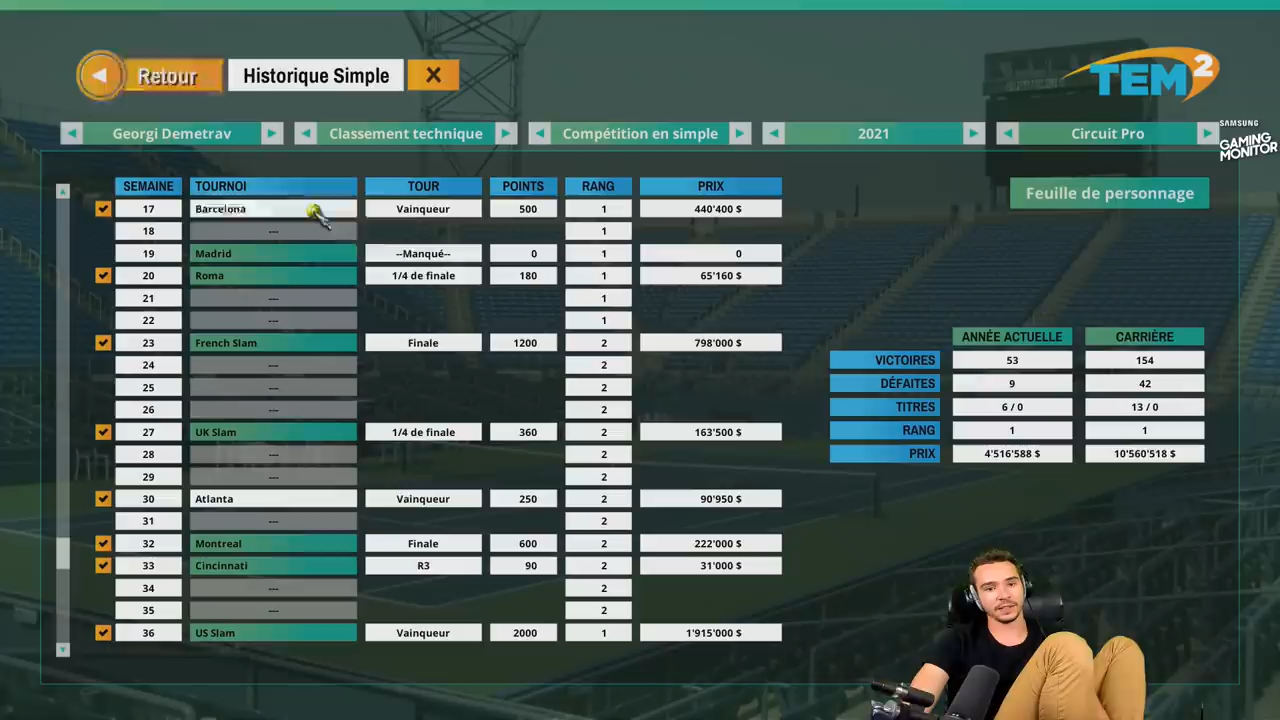 Retour
Historique Simple
TEM2
Georgi Demetrav
Classement technique
Compétition en simple
2021
Circuit Pro
SAMSUNG
GAMING
MONITOR
Feuille de personnage
SEMAINE TOURNOI TOUR POINTS RANG PRIX
17 Barcelona Vainqueur 500 1 440'400 $
18 --- 1
19 Madrid --Manqué-- 0 1 0
20 Roma 1/4 de finale 180 1 65'160 $
21 --- 1
22 --- 1
23 French Slam Finale 1200 2 798'000 $
24 --- 2
25 --- 2
26 --- 2
27 UK Slam 1/4 de finale 360 2 163'500 $
28 --- 2
29 --- 2
30 Atlanta Vainqueur 250 2 90'950 $
31 --- 2
32 Montreal Finale 600 2 222'000 $
33 Cincinnati R3 90 2 31'000 $
34 --- 2
35 --- 2
36 US Slam Vainqueur 2000 1 1'915'000 $
ANNÉE ACTUELLE CARRIÈRE
VICTOIRES 53 154
DÉFAITES 9 42
TITRES 6 / 0 13 / 0
RANG 1 1
PRIX 4'516'588 $ 10'560'518 $